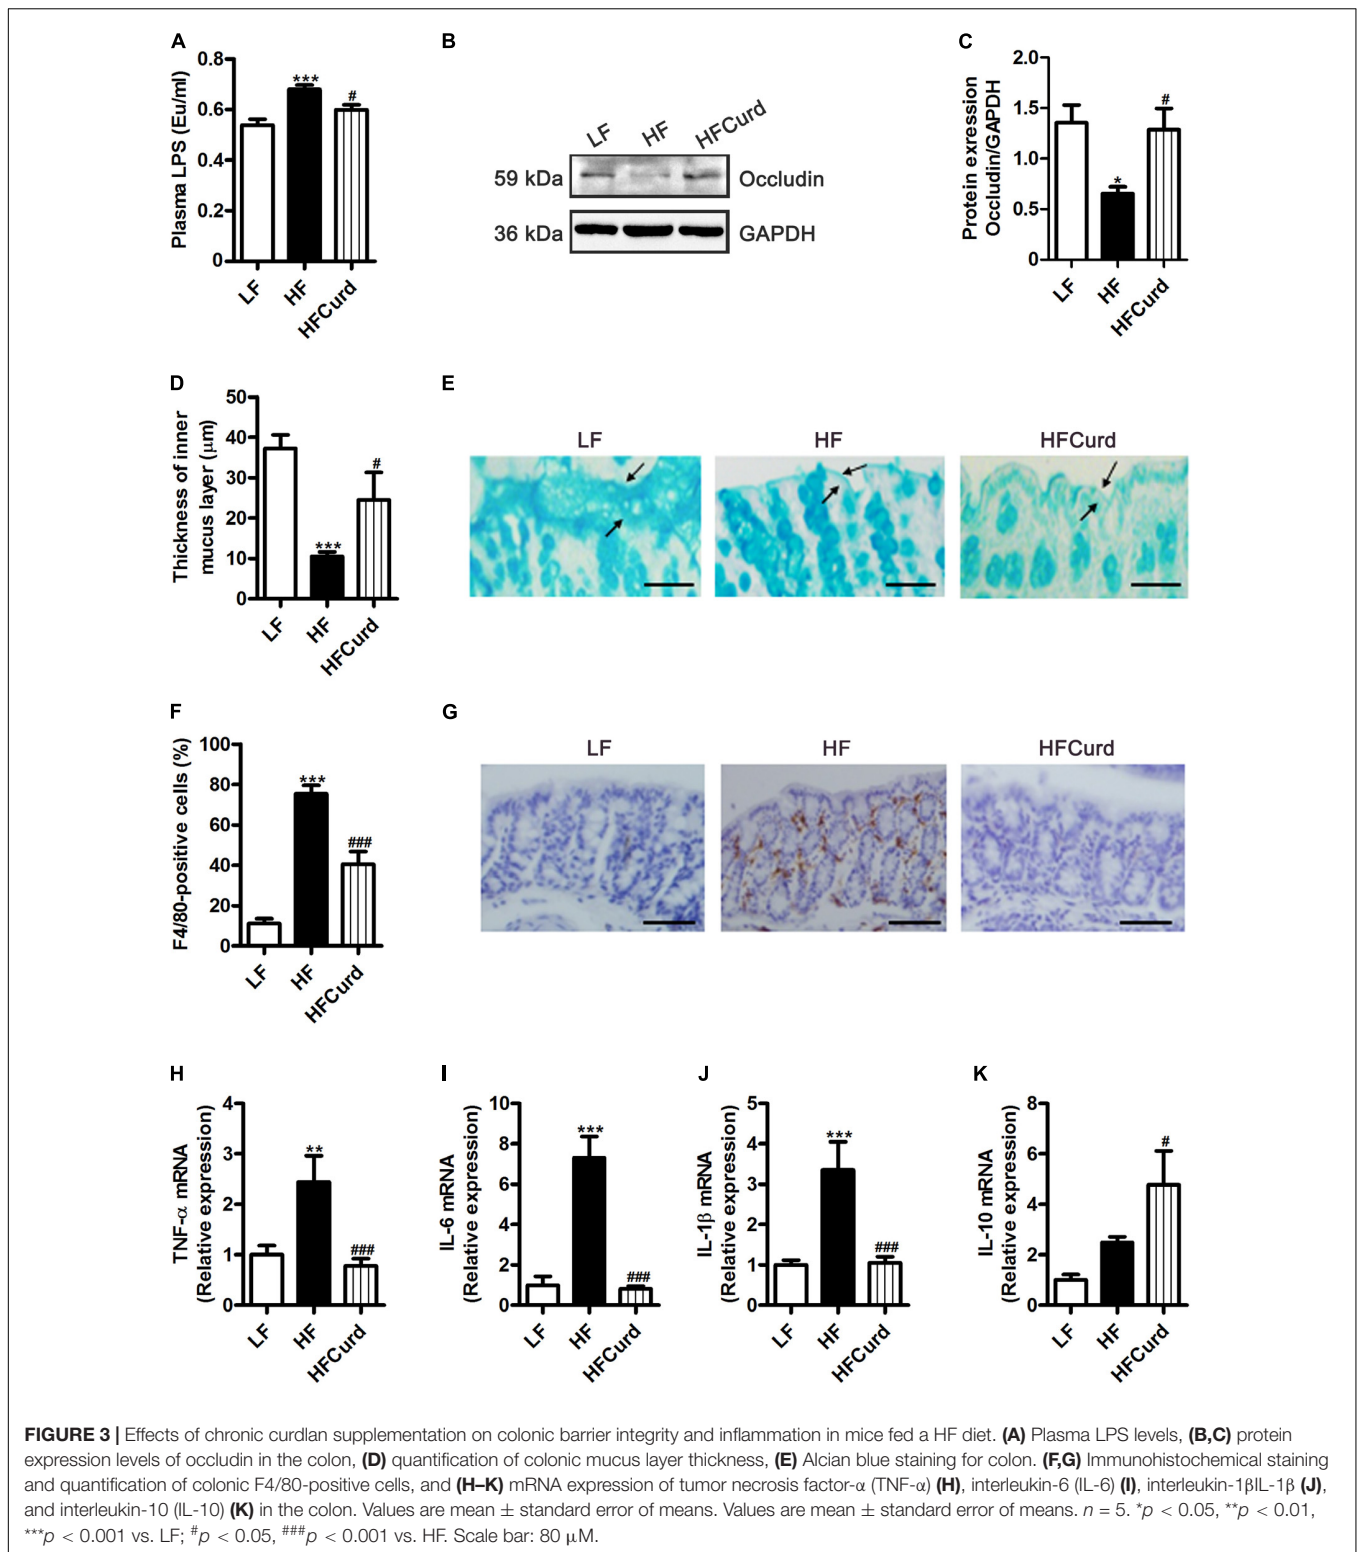 A
Plasma LPS (Eu/ml)
0.8
0.6
0.4
0.2
0
***
#
LF
HF
HFCurd
B
LF HF HFCurd
59 kDa Occludin
36 kDa GAPDH
C
Protein exression
Occludin/GAPDH
2.0
1.5
1.0
0.5
0
*
#
LF
HF
HFCurd
D
Thickness of inner
mucus layer (µm)
50
40
30
20
10
0
***
#
LF
HF
HFCurd
E
LF HF HFCurd
F
F4/80-positive cells (%)
100
80
60
40
20
0
***
###
LF
HF
HFCurd
G
LF HF HFCurd
H
TNF-α mRNA
(Relative expression)
4
3
2
1
0
**
###
LF
HF
HFCurd
I
IL-6 mRNA
(Relative expression)
10
8
6
4
2
0
***
###
LF
HF
HFCurd
J
IL-1β mRNA
(Relative expression)
5
4
3
2
1
0
***
###
LF
HF
HFCurd
K
IL-10 mRNA
(Relative expression)
8
6
4
2
0
#
LF
HF
HFCurd
FIGURE 3 | Effects of chronic curdlan supplementation on colonic barrier integrity and inflammation in mice fed a HF diet. (A) Plasma LPS levels, (B,C) protein
expression levels of occludin in the colon, (D) quantification of colonic mucus layer thickness, (E) Alcian blue staining for colon. (F,G) Immunohistochemical staining
and quantification of colonic F4/80-positive cells, and (H–K) mRNA expression of tumor necrosis factor-α (TNF-α) (H), interleukin-6 (IL-6) (I), interleukin-1βIL-1β (J),
and interleukin-10 (IL-10) (K) in the colon. Values are mean ± standard error of means. Values are mean ± standard error of means. n = 5. *p < 0.05, **p < 0.01,
***p < 0.001 vs. LF; #p < 0.05, ###p < 0.001 vs. HF. Scale bar: 80 µM.